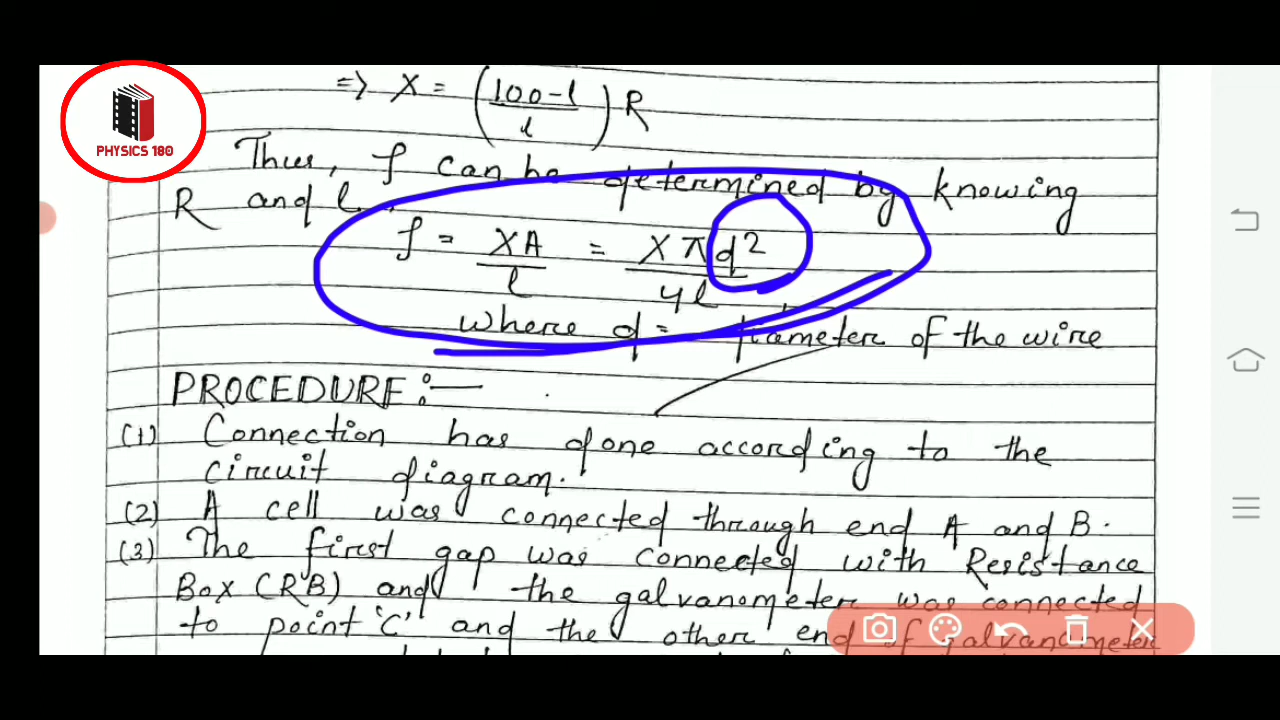 => X = (100-l / l) R
PHYSICS 180
Thus, ρ can be determined by knowing
R and l.
ρ = XA / l = Xπd² / 4l
where d = Diameter of the wire
PROCEDURE:—
(1) Connection has done according to the
circuit diagram.
(2) A cell was connected through end A and B.
(3) The first gap was connected with Resistance
Box (R'B) and the galvanometer was connected
to point 'C' and the other end of galvanometer